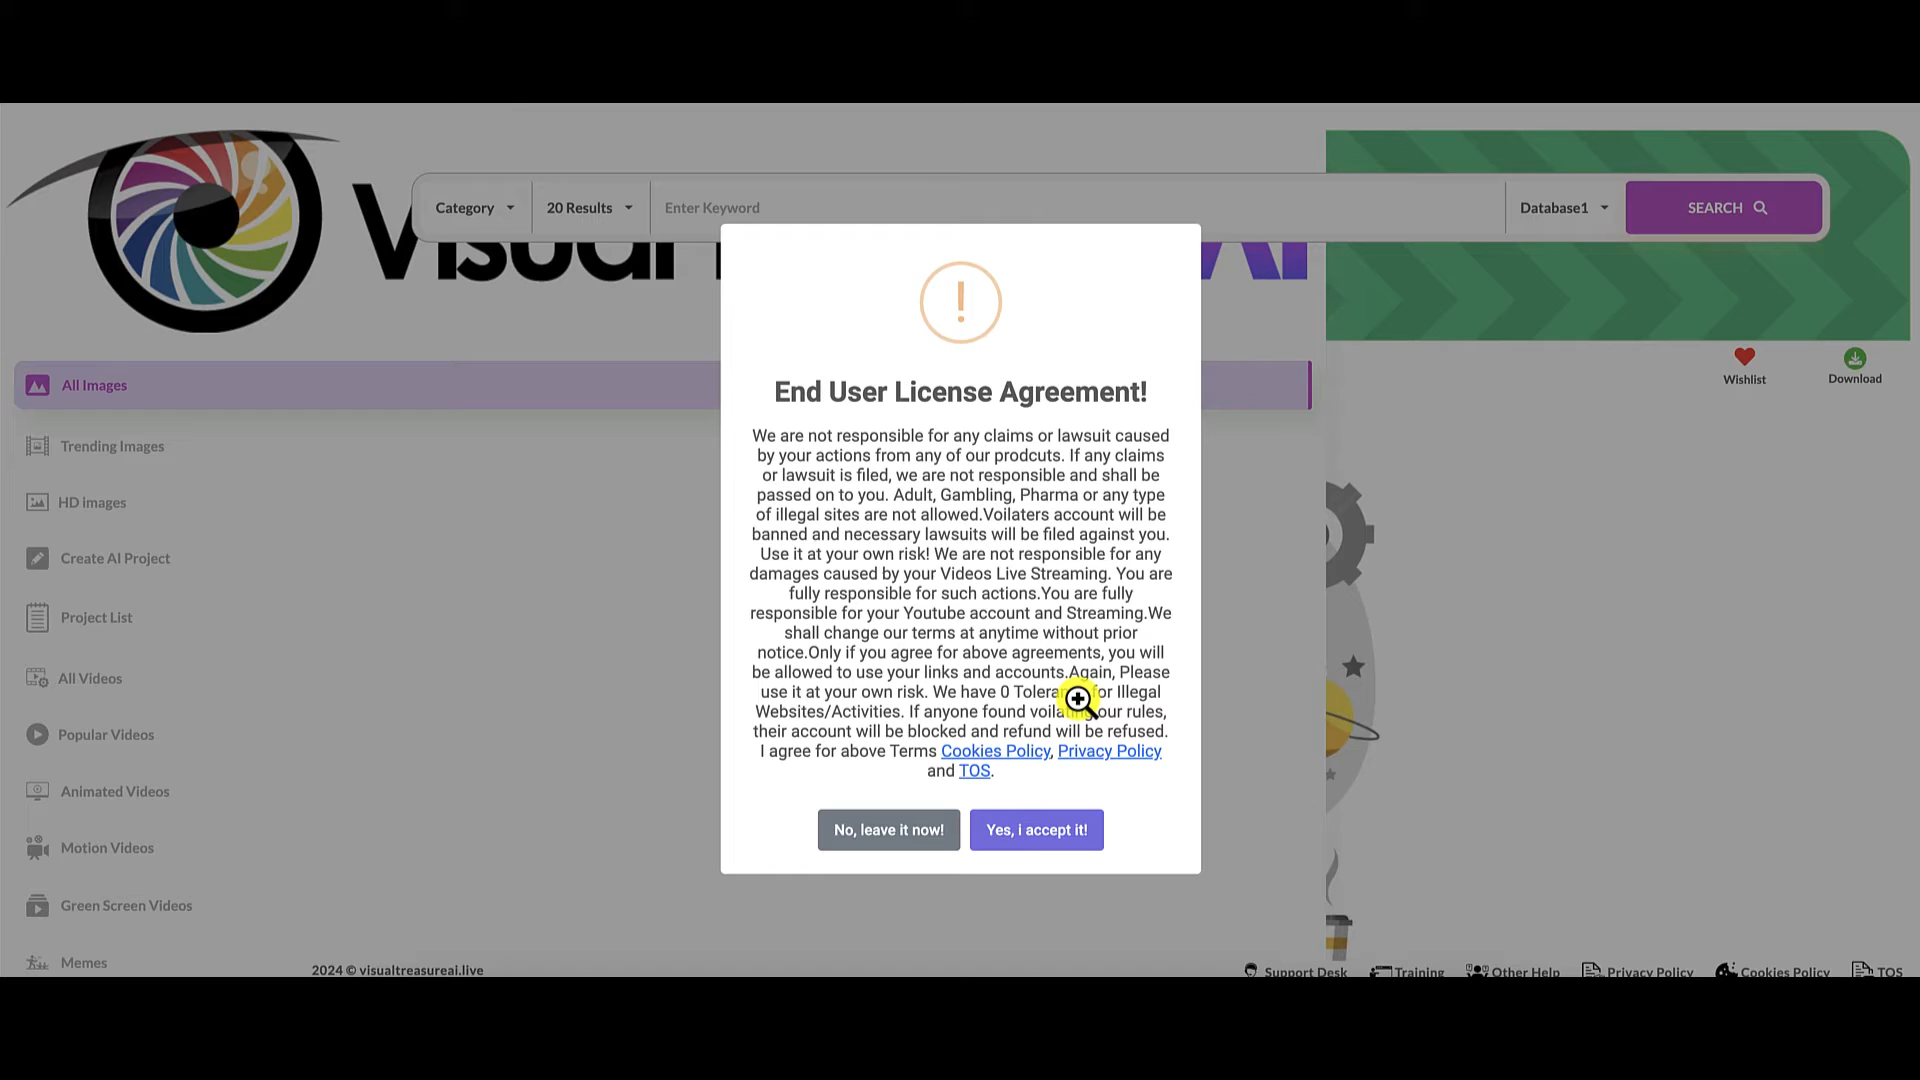 Visual
AI
Category
20 Results
Enter Keyword
Database1
SEARCH
Wishlist
Download
All Images
Trending Images
HD images
Create AI Project
Project List
All Videos
Popular Videos
Animated Videos
Motion Videos
Green Screen Videos
Memes
!
End User License Agreement!
We are not responsible for any claims or lawsuit caused
by your actions from any of our prodcuts. If any claims
or lawsuit is filed, we are not responsible and shall be
passed on to you. Adult, Gambling, Pharma or any type
of illegal sites are not allowed.Voilaters account will be
banned and necessary lawsuits will be filed against you.
Use it at your own risk! We are not responsible for any
damages caused by your Videos Live Streaming. You are
fully responsible for such actions.You are fully
responsible for your Youtube account and Streaming.We
shall change our terms at anytime without prior
notice.Only if you agree for above agreements, you will
be allowed to use your links and accounts.Again, Please
use it at your own risk. We have 0 Tolerance for Illegal
Websites/Activities. If anyone found voilating our rules,
their account will be blocked and refund will be refused.
I agree for above Terms Cookies Policy, Privacy Policy
and TOS.
No, leave it now!
Yes, i accept it!
2024 © visualtreasureai.live
Support Desk
Training
Other Help
Privacy Policy
Cookies Policy
TOS